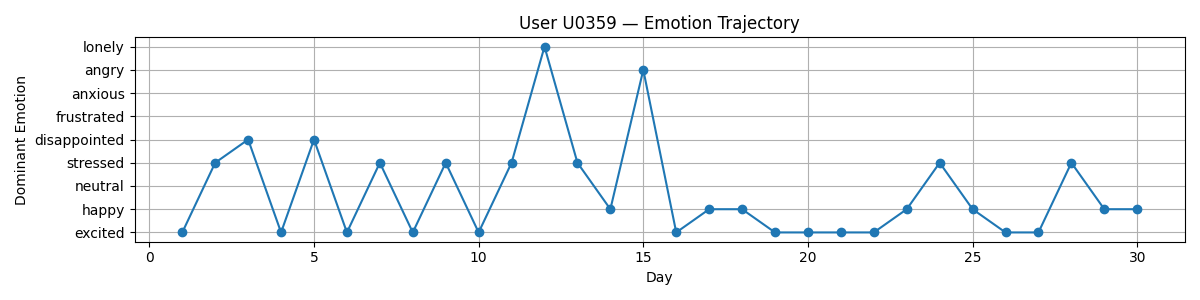 User U0359 — Emotion Trajectory
Dominant Emotion
lonely
angry
anxious
frustrated
disappointed
stressed
neutral
happy
excited
0 5 10 15 20 25 30
Day